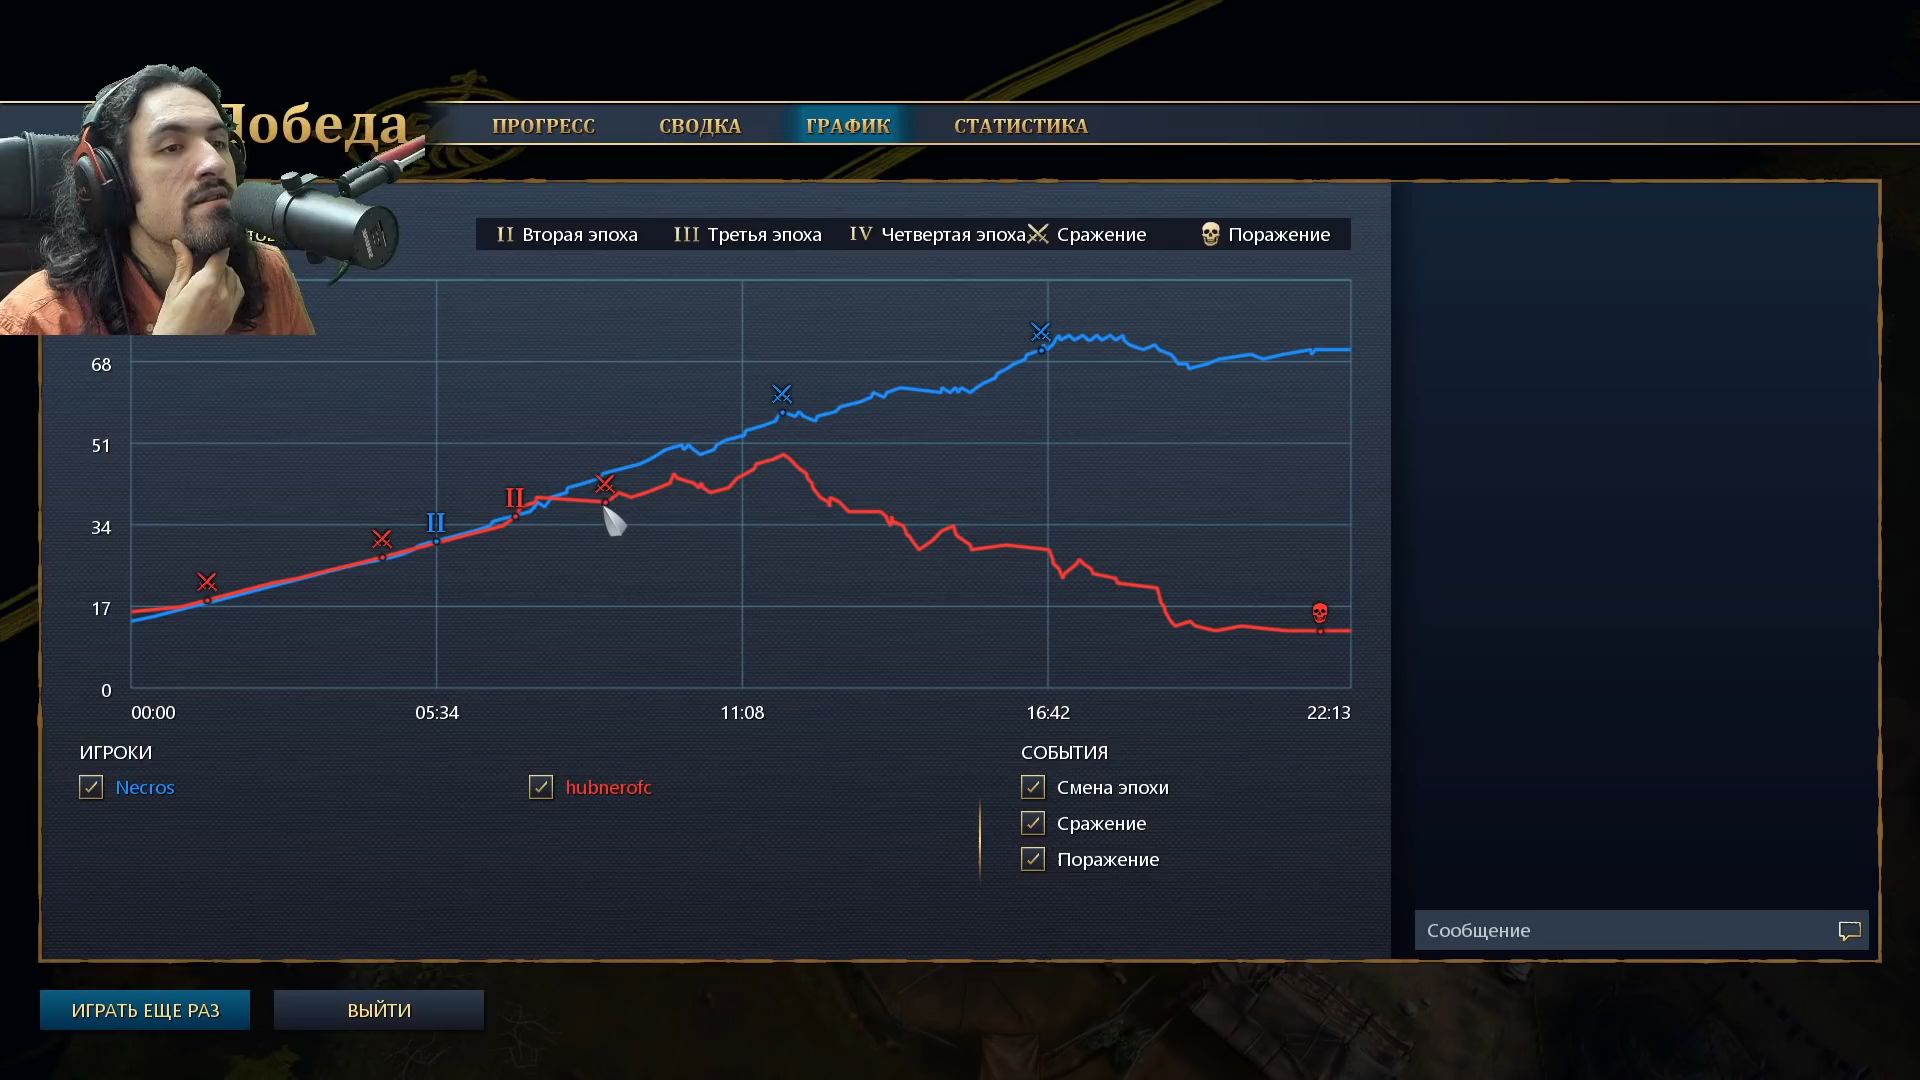 Победа
ПРОГРЕСС СВОДКА ГРАФИК СТАТИСТИКА
II Вторая эпоха III Третья эпоха IV Четвертая эпоха Сражение Поражение
68
51
34
17
0
II
II
00:00 05:34 11:08 16:42 22:13
ИГРОКИ
Necros
hubnerofc
СОБЫТИЯ
Смена эпохи
Сражение
Поражение
Сообщение
ИГРАТЬ ЕЩЕ РАЗ
ВЫЙТИ